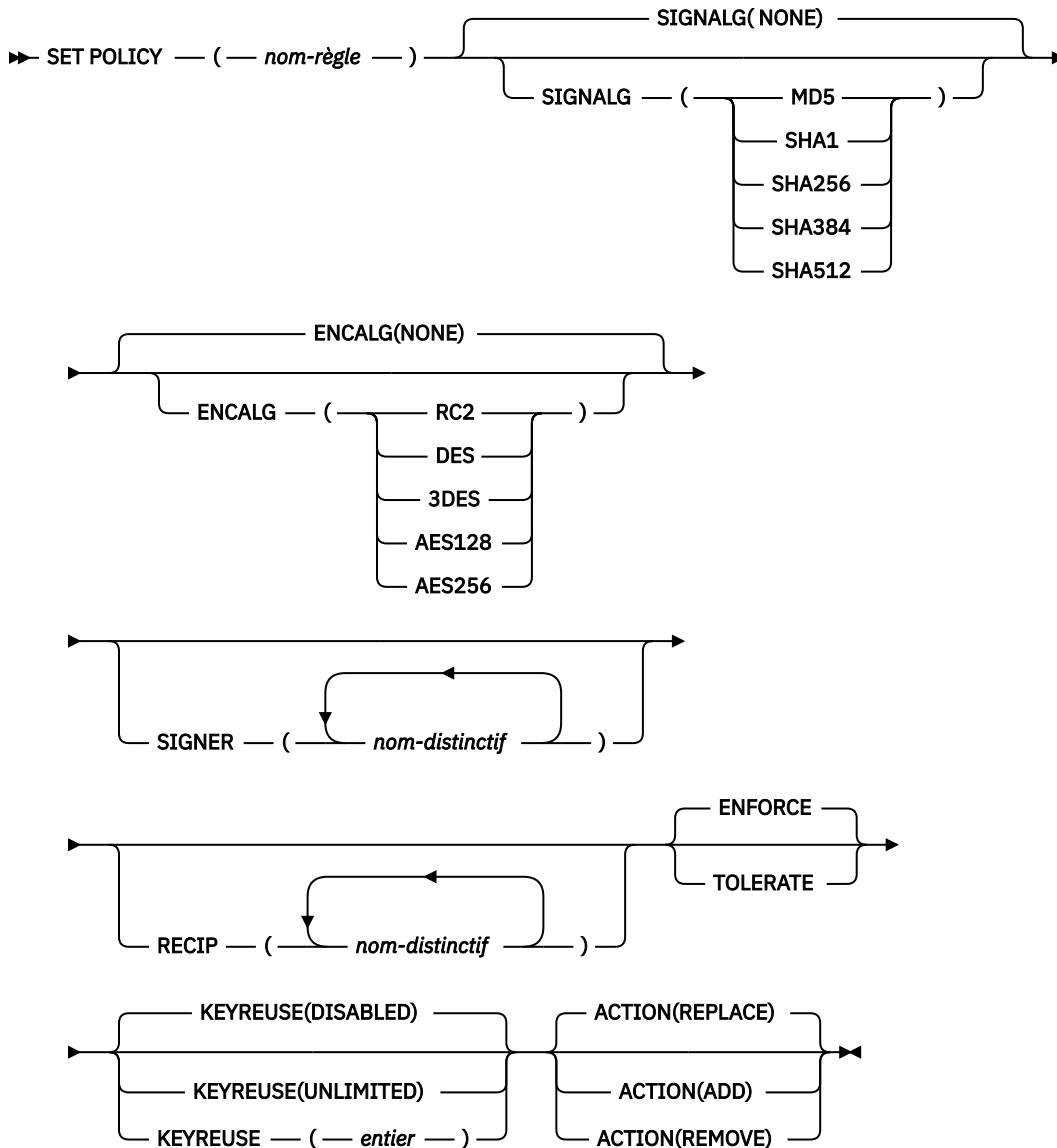 SIGNALG( NONE)
SET POLICY ( nom-règle )
SIGNALG ( MD5 )
SHA1
SHA256
SHA384
SHA512
ENCALG(NONE)
ENCALG ( RC2 )
DES
3DES
AES128
AES256
SIGNER ( nom-distinctif )
ENFORCE
TOLERATE
RECIP ( nom-distinctif )
KEYREUSE(DISABLED) ACTION(REPLACE)
KEYREUSE(UNLIMITED) ACTION(ADD)
KEYREUSE ( entier ) ACTION(REMOVE)